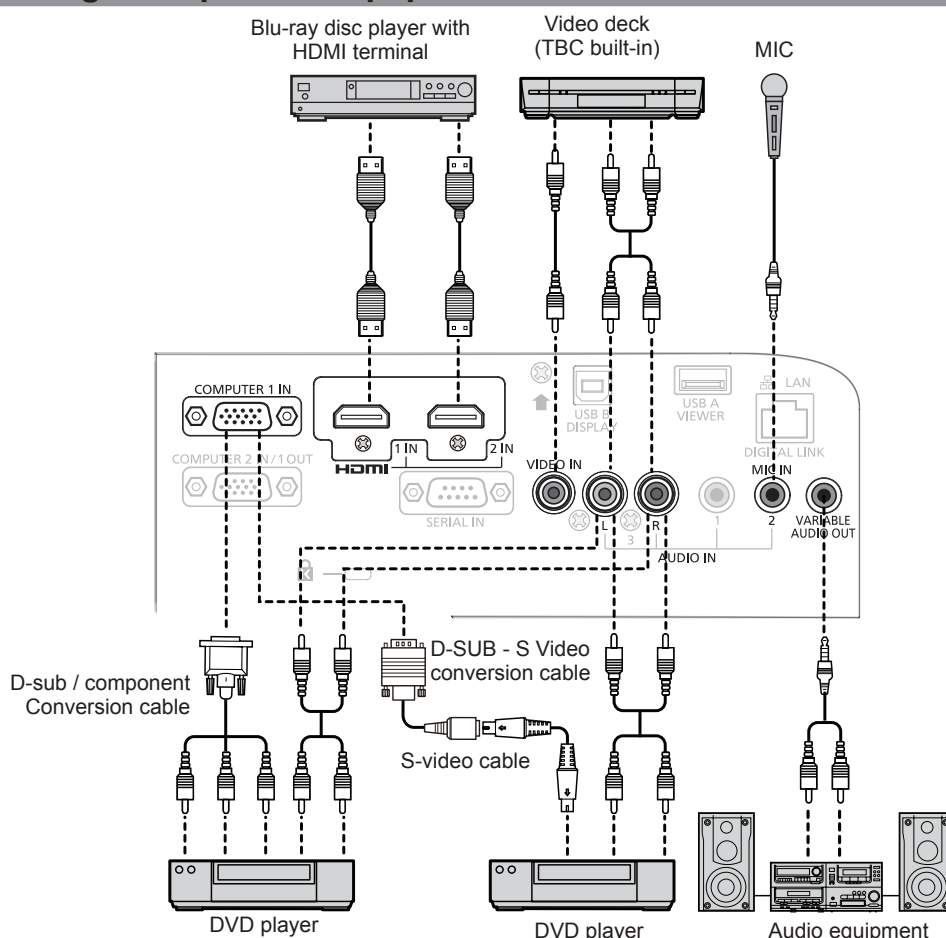 Blu-ray disc player with
HDMI terminal
Video deck
(TBC built-in)
MIC
COMPUTER 1 IN
COMPUTER 2 IN / 1 OUT
HDMI
1 IN
2 IN
SERIAL IN
VIDEO IN
USB B
DISPLAY
USB A
VIEWER
LAN
DIGITAL LINK
MIC IN
L
R
3
1
2
VARIABLE
AUDIO OUT
AUDIO IN
K
D-sub / component
Conversion cable
D-SUB - S Video
conversion cable
S-video cable
DVD player
DVD player
Audio equipment